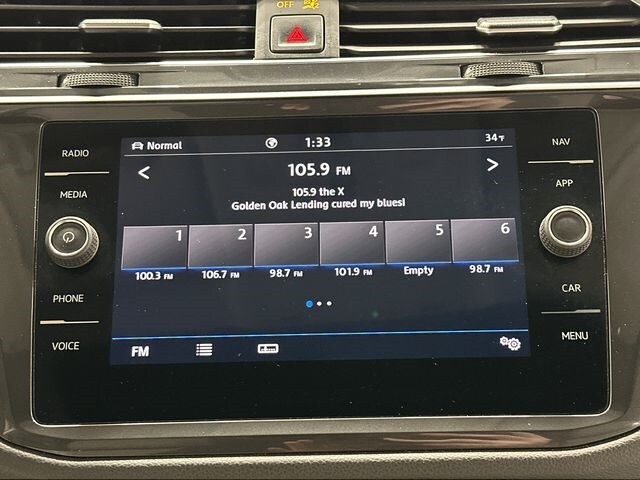 OFF
RADIO
MEDIA
PHONE
VOICE
Normal
1:33
34°F
105.9 FM
105.9 the X
Golden Oak Lending cured my blues!
1 2 3 4 5 6
100.3 FM 106.7 FM 98.7 FM 101.9 FM Empty 98.7 FM
FM
NAV
APP
CAR
MENU